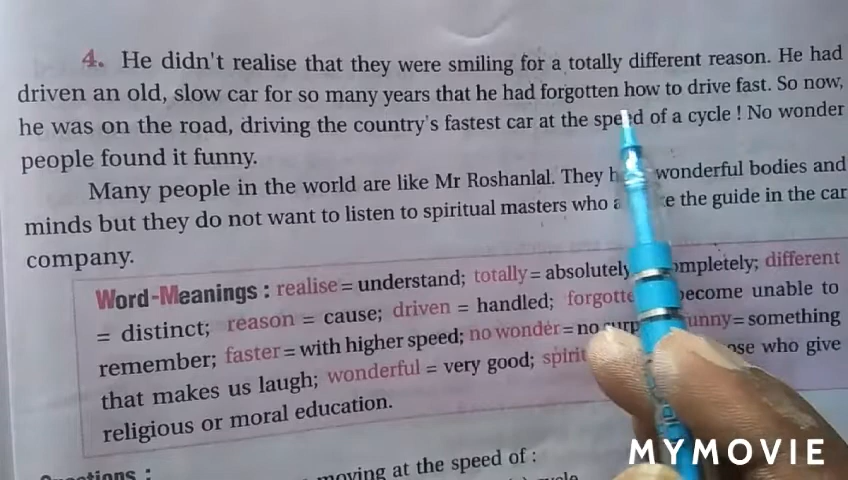 4. He didn't realise that they were smiling for a totally different reason. He had
driven an old, slow car for so many years that he had forgotten how to drive fast. So now,
he was on the road, driving the country's fastest car at the speed of a cycle ! No wonder
people found it funny.
Many people in the world are like Mr Roshanlal. They h wonderful bodies and
minds but they do not want to listen to spiritual masters who a e the guide in the car
company.
Word-Meanings : realise = understand; totally = absolutely, completely; different
= distinct; reason = cause; driven = handled; forgotte become unable to
remember; faster = with higher speed; no wonder = no surp funny = something
that makes us laugh; wonderful = very good; spirit ose who give
religious or moral education.
Questions :
moving at the speed of :
MYMOVIE